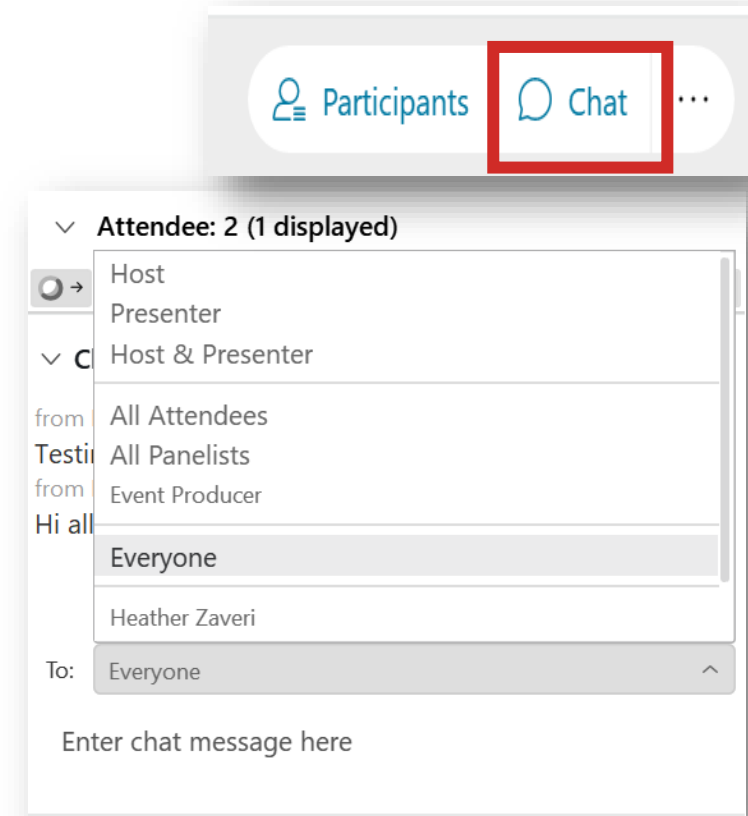 Participants Chat ...
Attendee: 2 (1 displayed)
Host
Presenter
Host & Presenter
from
All Attendees
All Panelists
from
Event Producer
Hi all
Everyone
Heather Zaveri
To: Everyone
Enter chat message here